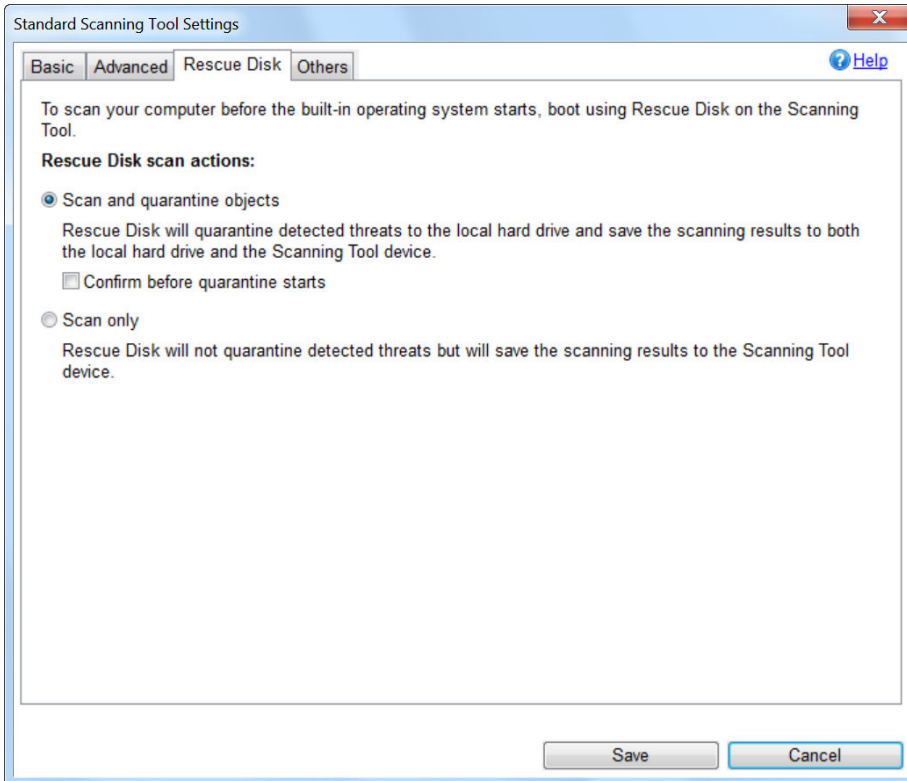 Standard Scanning Tool Settings
Basic Advanced Rescue Disk Others Help
To scan your computer before the built-in operating system starts, boot using Rescue Disk on the Scanning
Tool.
Rescue Disk scan actions:
Scan and quarantine objects
Rescue Disk will quarantine detected threats to the local hard drive and save the scanning results to both
the local hard drive and the Scanning Tool device.
Confirm before quarantine starts
Scan only
Rescue Disk will not quarantine detected threats but will save the scanning results to the Scanning Tool
device.
Save Cancel